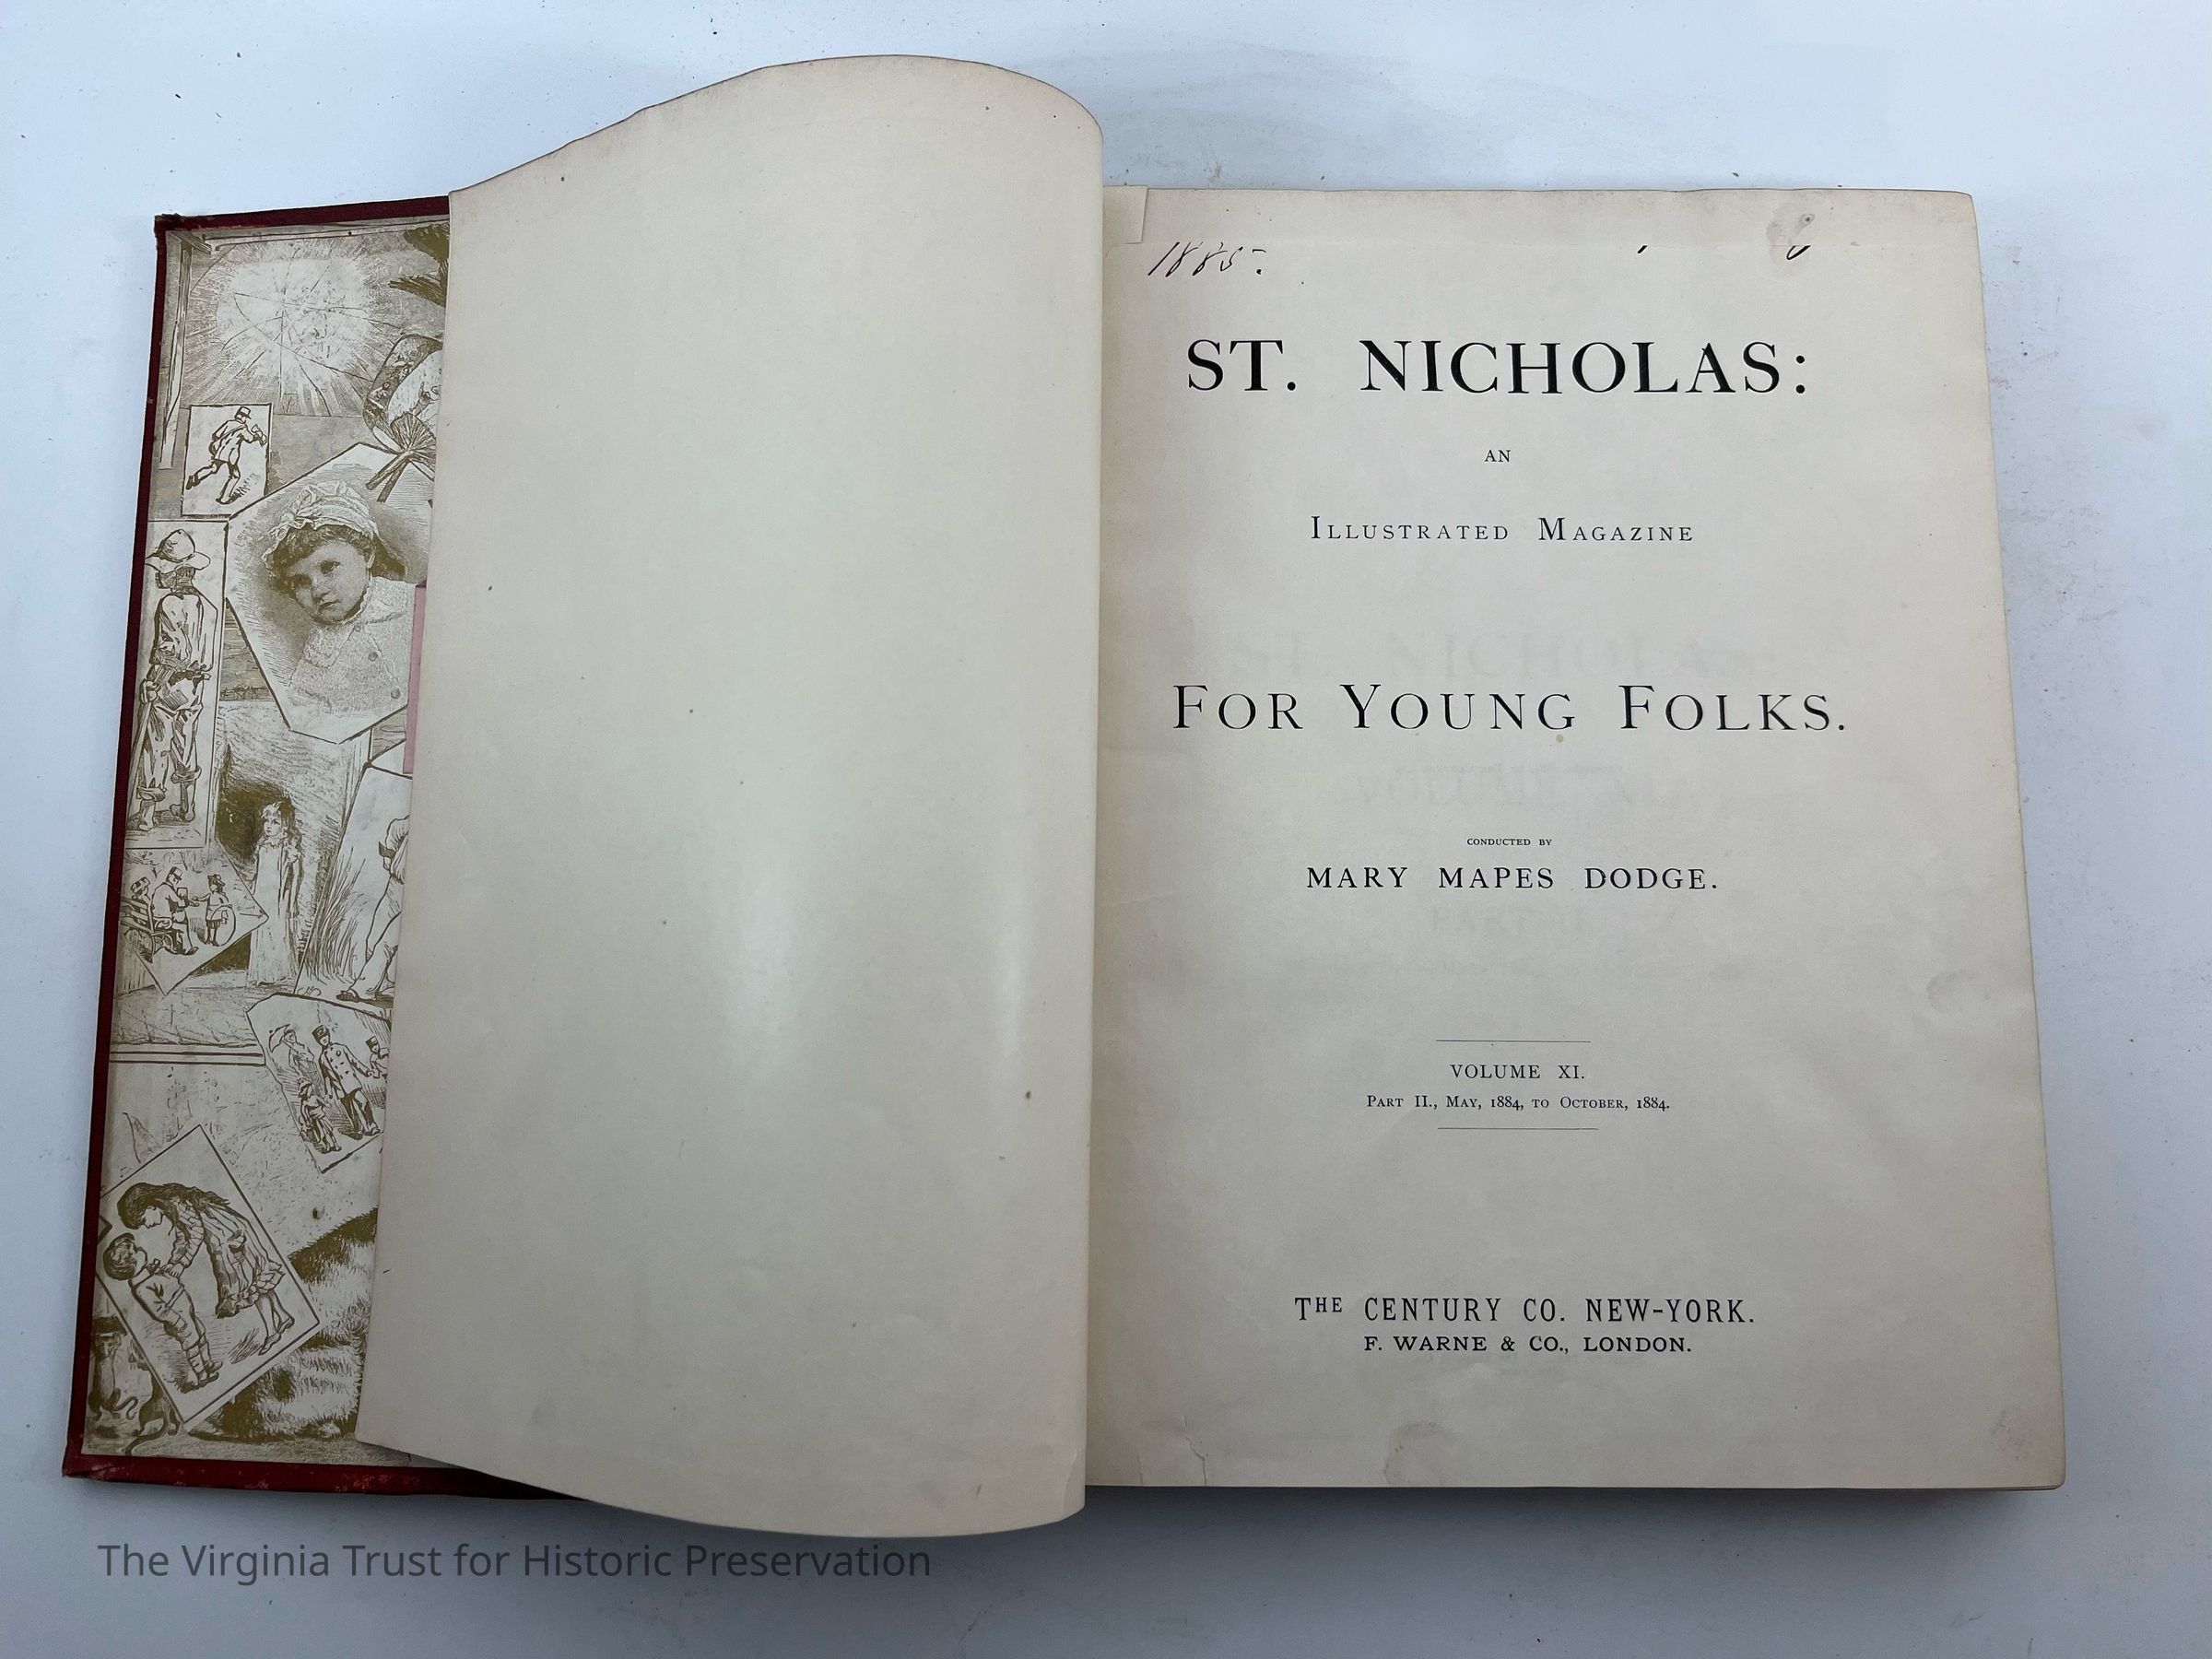 1885.
ST. NICHOLAS:
AN
ILLUSTRATED MAGAZINE
FOR YOUNG FOLKS.
CONDUCTED BY
MARY MAPES DODGE.
VOLUME XI.
PART II., MAY, 1884, TO OCTOBER, 1884.
THE CENTURY CO. NEW-YORK.
F. WARNE & CO., LONDON.
The Virginia Trust for Historic Preservation